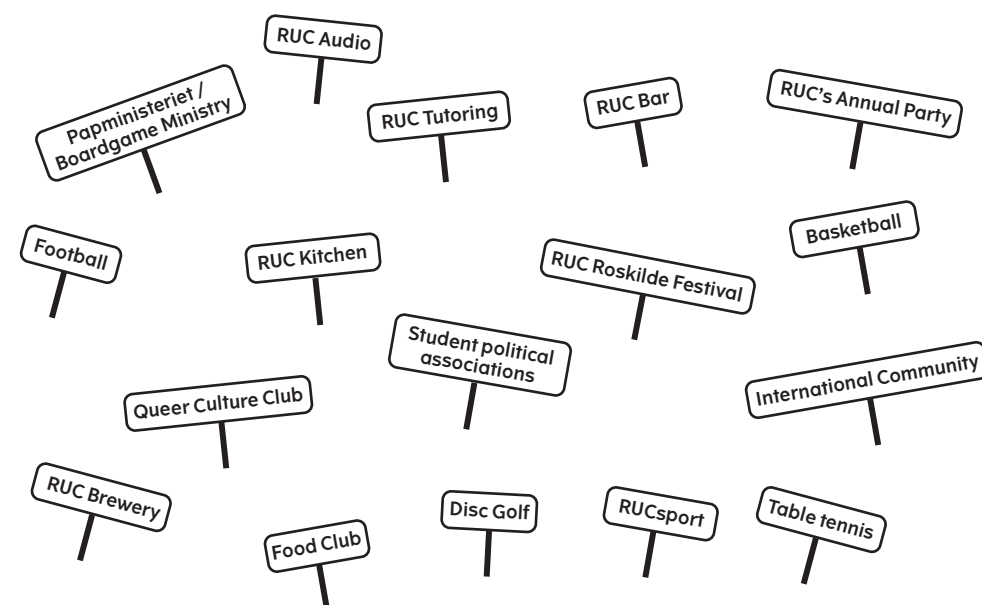 RUC Audio
Papministeriet /
Boardgame Ministry
RUC Tutoring
RUC Bar
RUC's Annual Party
Football
RUC Kitchen
RUC Roskilde Festival
Basketball
Student political
associations
International Community
Queer Culture Club
RUC Brewery
Food Club
Disc Golf
RUCsport
Table tennis